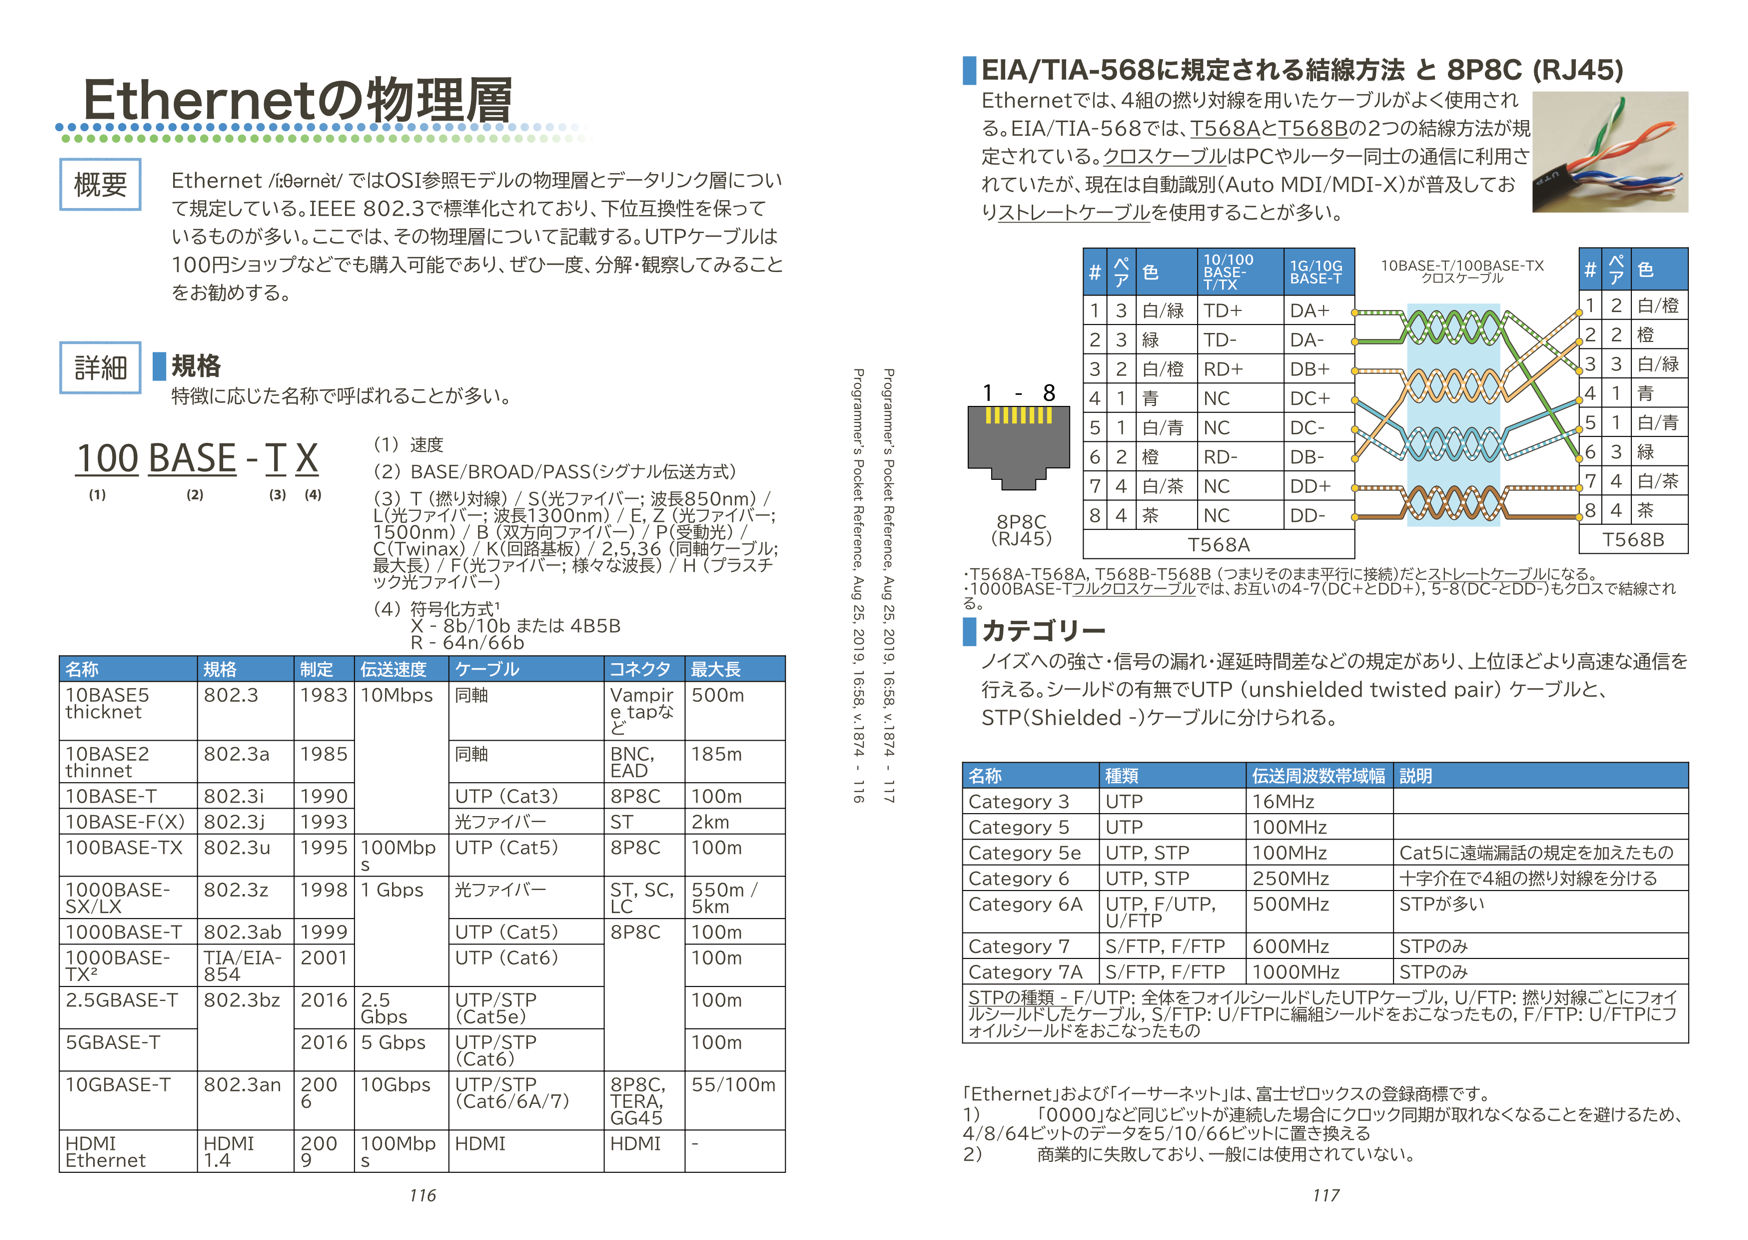 Ethernetの物理層
概要
Ethernet /i:θərnèt/ ではOSI参照モデルの物理層とデータリンク層につい
て規定している。IEEE 802.3で標準化されており、下位互換性を保って
いるものが多い。ここでは、その物理層について記載する。UTPケーブルは
100円ショップなどでも購入可能であり、ぜひ一度、分解・観察してみること
をお勧めする。
詳細
規格
特徴に応じた名称で呼ばれることが多い。
100 BASE - T X
(1) (2) (3) (4)
(1) 速度
(2) BASE/BROAD/PASS(シグナル伝送方式)
(3) T (撚り対線) / S(光ファイバー; 波長850nm) /
L(光ファイバー; 波長1300nm) / E, Z (光ファイバー;
1500nm) / B (双方向ファイバー) / P(受動光) /
C(Twinax) / K(回路基板) / 2,5,36 (同軸ケーブル;
最大長) / F(光ファイバー; 様々な波長) / H (プラスチ
ック光ファイバー)
(4) 符号化方式¹
X - 8b/10b または 4B5B
R - 64n/66b
名称 規格 制定 伝送速度 ケーブル コネクタ 最大長
10BASE5 thicknet 802.3 1983 10Mbps 同軸 Vampire tapなど 500m
10BASE2 thinnet 802.3a 1985 同軸 BNC, EAD 185m
10BASE-T 802.3i 1990 UTP (Cat3) 8P8C 100m
10BASE-F(X) 802.3j 1993 光ファイバー ST 2km
100BASE-TX 802.3u 1995 100Mbps UTP (Cat5) 8P8C 100m
1000BASE-SX/LX 802.3z 1998 1 Gbps 光ファイバー ST, SC, LC 550m / 5km
1000BASE-T 802.3ab 1999 UTP (Cat5) 8P8C 100m
1000BASE-TX² TIA/EIA-854 2001 UTP (Cat6) 100m
2.5GBASE-T 802.3bz 2016 2.5 Gbps UTP/STP (Cat5e) 100m
5GBASE-T 2016 5 Gbps UTP/STP (Cat6) 100m
10GBASE-T 802.3an 2006 10Gbps UTP/STP (Cat6/6A/7) 8P8C, TERA, GG45 55/100m
HDMI Ethernet HDMI 1.4 2009 100Mbps HDMI HDMI -
116
Programmer's Pocket Reference, Aug 25, 2019, 16:58, v.1874 - 116
Programmer's Pocket Reference, Aug 25, 2019, 16:58, v.1874 - 117
EIA/TIA-568に規定される結線方法 と 8P8C (RJ45)
Ethernetでは、4組の撚り対線を用いたケーブルがよく使用され
る。EIA/TIA-568では、T568AとT568Bの2つの結線方法が規
定されている。クロスケーブルはPCやルーター同士の通信に利用さ
れていたが、現在は自動識別(Auto MDI/MDI-X)が普及してお
りストレートケーブルを使用することが多い。
UTP
1 - 8
8P8C
(RJ45)
# ペア 色 10/100 BASE-T/TX 1G/10G BASE-T
1 3 白/緑 TD+ DA+
2 3 緑 TD- DA-
3 2 白/橙 RD+ DB+
4 1 青 NC DC+
5 1 白/青 NC DC-
6 2 橙 RD- DB-
7 4 白/茶 NC DD+
8 4 茶 NC DD-
T568A
10BASE-T/100BASE-TX
クロスケーブル
# ペア 色
1 2 白/橙
2 2 橙
3 3 白/緑
4 1 青
5 1 白/青
6 3 緑
7 4 白/茶
8 4 茶
T568B
・T568A-T568A, T568B-T568B (つまりそのまま平行に接続)だとストレートケーブルになる。
・1000BASE-Tフルクロスケーブルでは、お互いの4-7(DC+とDD+), 5-8(DC-とDD-)もクロスで結線され
る。
カテゴリー
ノイズへの強さ・信号の漏れ・遅延時間差などの規定があり、上位ほどより高速な通信を
行える。シールドの有無でUTP (unshielded twisted pair) ケーブルと、
STP(Shielded -)ケーブルに分けられる。
名称 種類 伝送周波数帯域幅 説明
Category 3 UTP 16MHz
Category 5 UTP 100MHz
Category 5e UTP, STP 100MHz Cat5に遠端漏話の規定を加えたもの
Category 6 UTP, STP 250MHz 十字介在で4組の撚り対線を分ける
Category 6A UTP, F/UTP, U/FTP 500MHz STPが多い
Category 7 S/FTP, F/FTP 600MHz STPのみ
Category 7A S/FTP, F/FTP 1000MHz STPのみ
STPの種類 - F/UTP: 全体をフォイルシールドしたUTPケーブル, U/FTP: 撚り対線ごとにフォイ
ルシールドしたケーブル, S/FTP: U/FTPに編組シールドをおこなったもの, F/FTP: U/FTPにフ
ォイルシールドをおこなったもの
「Ethernet」および「イーサーネット」は、富士ゼロックスの登録商標です。
1) 「0000」など同じビットが連続した場合にクロック同期が取れなくなることを避けるため、
4/8/64ビットのデータを5/10/66ビットに置き換える
2) 商業的に失敗しており、一般には使用されていない。
117